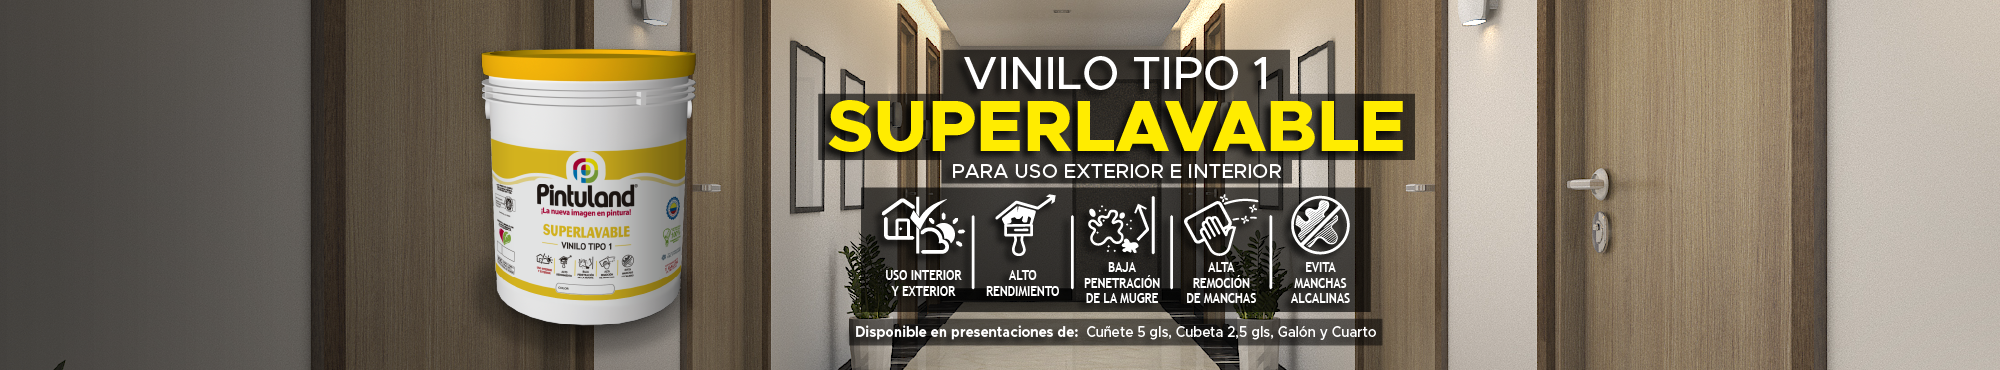 VINILO TIPO 1
SUPERLAVABLE
PARA USO EXTERIOR E INTERIOR
USO INTERIOR
Y EXTERIOR
ALTO
RENDIMIENTO
BAJA
PENETRACIÓN
DE LA MUGRE
ALTA
REMOCIÓN
DE MANCHAS
EVITA
MANCHAS
ALCALINAS
Disponible en presentaciones de: Cuñete 5 gls, Cubeta 2,5 gls, Galón y Cuarto
Pintuland
¡La nueva imagen en pintura!
SUPERLAVABLE
VINILO TIPO 1